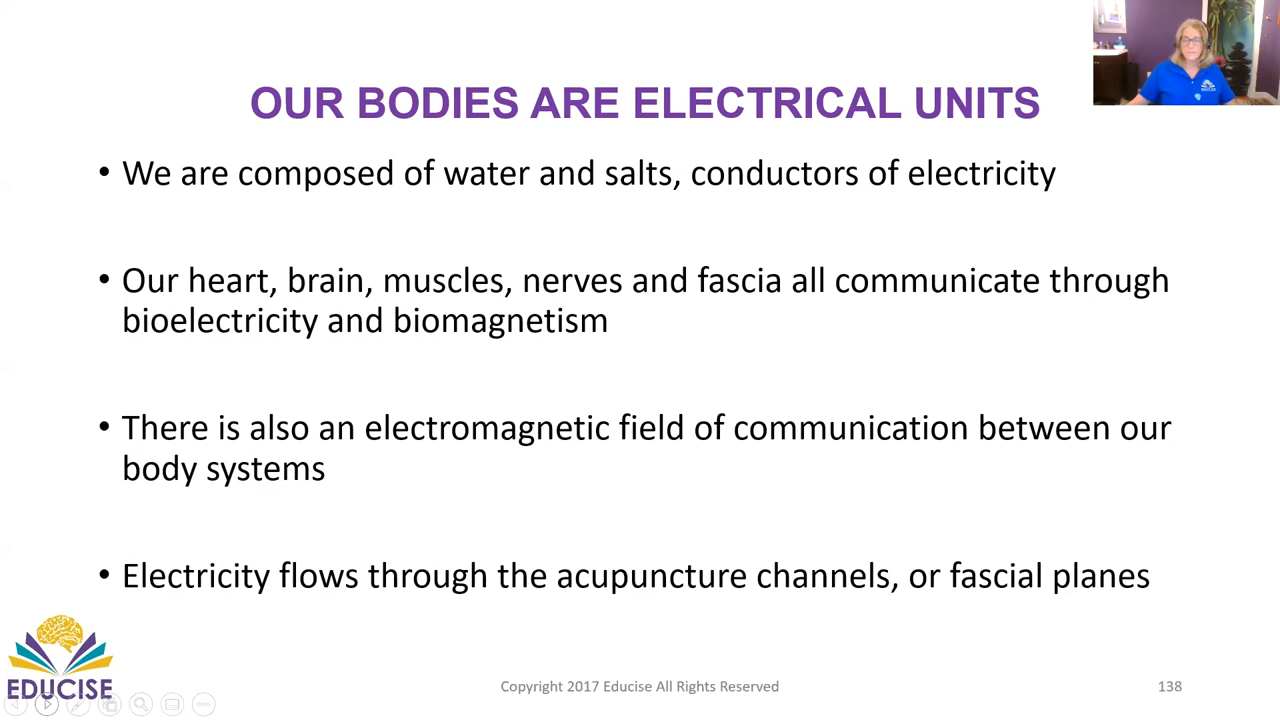 OUR BODIES ARE ELECTRICAL UNITS
• We are composed of water and salts, conductors of electricity
• Our heart, brain, muscles, nerves and fascia all communicate through
bioelectricity and biomagnetism
• There is also an electromagnetic field of communication between our
body systems
• Electricity flows through the acupuncture channels, or fascial planes
EDUCISE
Copyright 2017 Educise All Rights Reserved
138